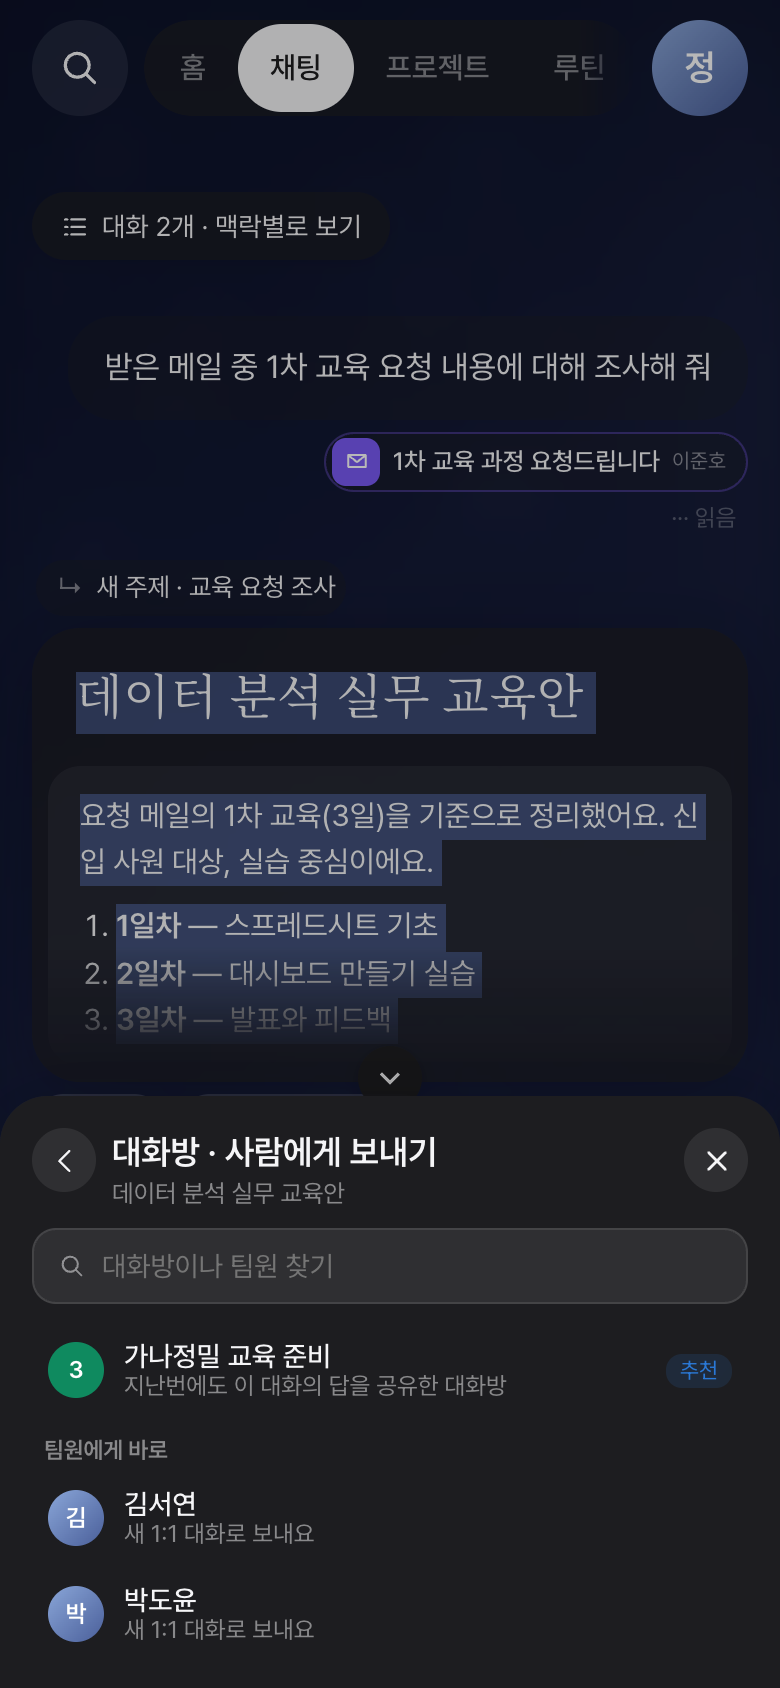 홈 채팅 프로젝트 루틴 정
대화 2개 · 맥락별로 보기
받은 메일 중 1차 교육 요청 내용에 대해 조사해 줘
1차 교육 과정 요청드립니다 이준호
··· 읽음
새 주제 · 교육 요청 조사
데이터 분석 실무 교육안
요청 메일의 1차 교육(3일)을 기준으로 정리했어요. 신
입 사원 대상, 실습 중심이에요.
1. 1일차 — 스프레드시트 기초
2. 2일차 — 대시보드 만들기 실습
3. 3일차 — 발표와 피드백
대화방 · 사람에게 보내기
데이터 분석 실무 교육안
대화방이나 팀원 찾기
3 가나정밀 교육 준비
지난번에도 이 대화의 답을 공유한 대화방
추천
팀원에게 바로
김 김서연
새 1:1 대화로 보내요
박 박도윤
새 1:1 대화로 보내요